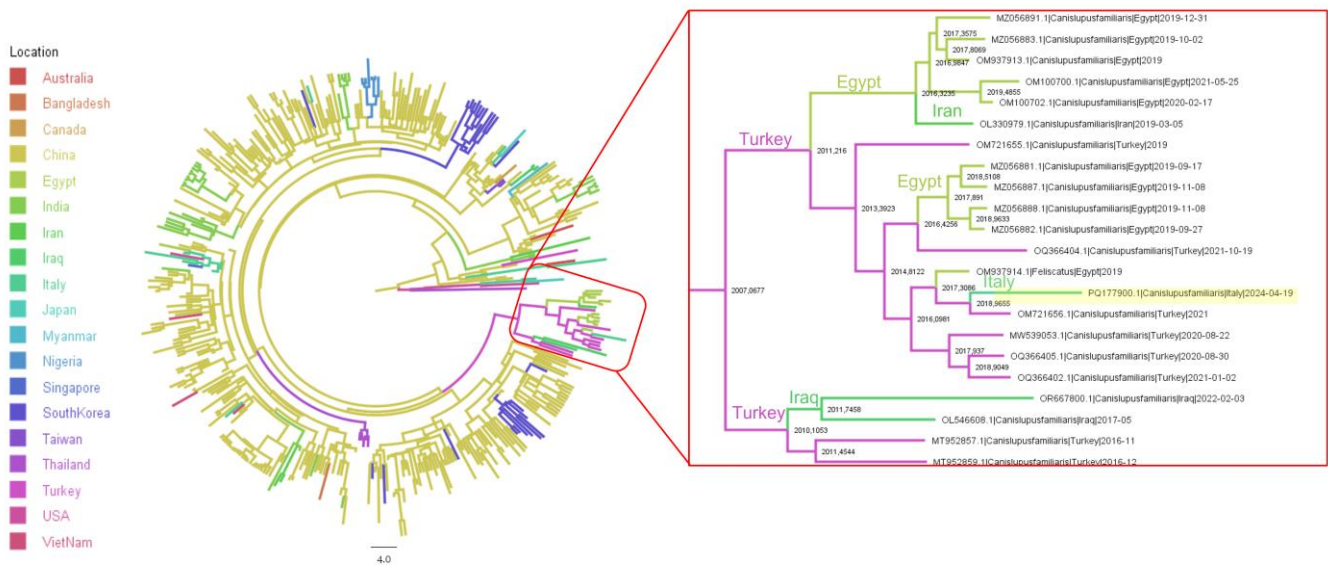 Location
Australia
Bangladesh
Canada
China
Egypt
India
Iran
Iraq
Italy
Japan
Myanmar
Nigeria
Singapore
SouthKorea
Taiwan
Thailand
Turkey
USA
VietNam
4.0
MZ056891.1|Canislupusfamiliaris|Egypt|2019-12-31
2017,3575
MZ056883.1|Canislupusfamiliaris|Egypt|2019-10-02
2017,8069
OM937913.1|Canislupusfamiliaris|Egypt|2019
2016,9847
Egypt
OM100700.1|Canislupusfamiliaris|Egypt|2021-05-25
2016,3235
2019,4855
OM100702.1|Canislupusfamiliaris|Egypt|2020-02-17
Iran
OL330979.1|Canislupusfamiliaris|Iran|2019-03-05
Turkey
OM721655.1|Canislupusfamiliaris|Turkey|2019
2011,216
MZ056881.1|Canislupusfamiliaris|Egypt|2019-09-17
2018,5108
Egypt
MZ056887.1|Canislupusfamiliaris|Egypt|2019-11-08
2017,891
MZ056888.1|Canislupusfamiliaris|Egypt|2019-11-08
2013,3923
2018,9633
2016,4256
MZ056882.1|Canislupusfamiliaris|Egypt|2019-09-27
OQ366404.1|Canislupusfamiliaris|Turkey|2021-10-19
2014,8122
OM937914.1|Feliscatus|Egypt|2019
Italy
2017,3086
2007,0677
PQ177900.1|Canislupusfamiliaris|Italy|2024-04-19
2018,9655
OM721656.1|Canislupusfamiliaris|Turkey|2021
2016,0981
MW539053.1|Canislupusfamiliaris|Turkey|2020-08-22
2017,937
OQ366405.1|Canislupusfamiliaris|Turkey|2020-08-30
2018,9049
OQ366402.1|Canislupusfamiliaris|Turkey|2021-01-02
Iraq
OR667800.1|Canislupusfamiliaris|Iraq|2022-02-03
2011,7458
Turkey
OL546608.1|Canislupusfamiliaris|Iraq|2017-05
2010,1053
MT952857.1|Canislupusfamiliaris|Turkey|2016-11
2011,4544
MT952859.1|Canislupusfamiliaris|Turkey|2016-12